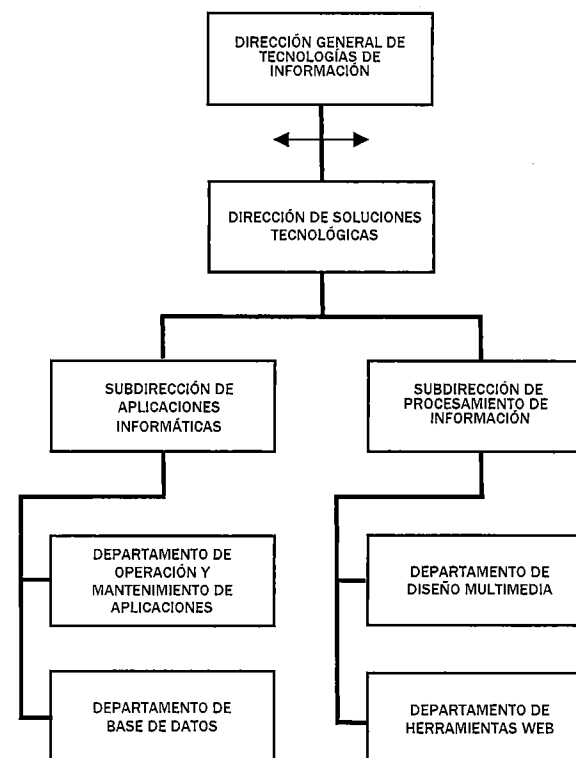 DIRECCIÓN GENERAL DE
TECNOLOGÍAS DE
INFORMACIÓN
DIRECCIÓN DE SOLUCIONES
TECNOLÓGICAS
SUBDIRECCIÓN DE
APLICACIONES
INFORMÁTICAS
SUBDIRECCIÓN DE
PROCESAMIENTO DE
INFORMACIÓN
DEPARTAMENTO DE
OPERACIÓN Y
MANTENIMIENTO DE
APLICACIONES
DEPARTAMENTO DE
DISEÑO MULTIMEDIA
DEPARTAMENTO DE
BASE DE DATOS
DEPARTAMENTO DE
HERRAMIENTAS WEB